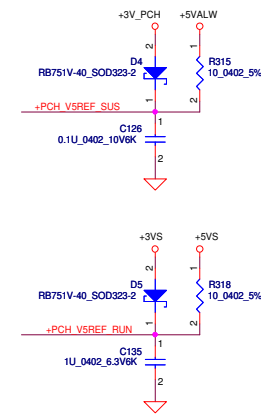 +3V_PCH
+5VALW
2
1
D4
RB751V-40_SOD323-2
R315
10_0402_5%
1
2
+PCH_V5REF_SUS
1
C126
0.1U_0402_10V6K
2
+3VS
+5VS
2
1
D5
RB751V-40_SOD323-2
R318
10_0402_5%
1
2
+PCH_V5REF_RUN
1
C135
1U_0402_6.3V6K
2